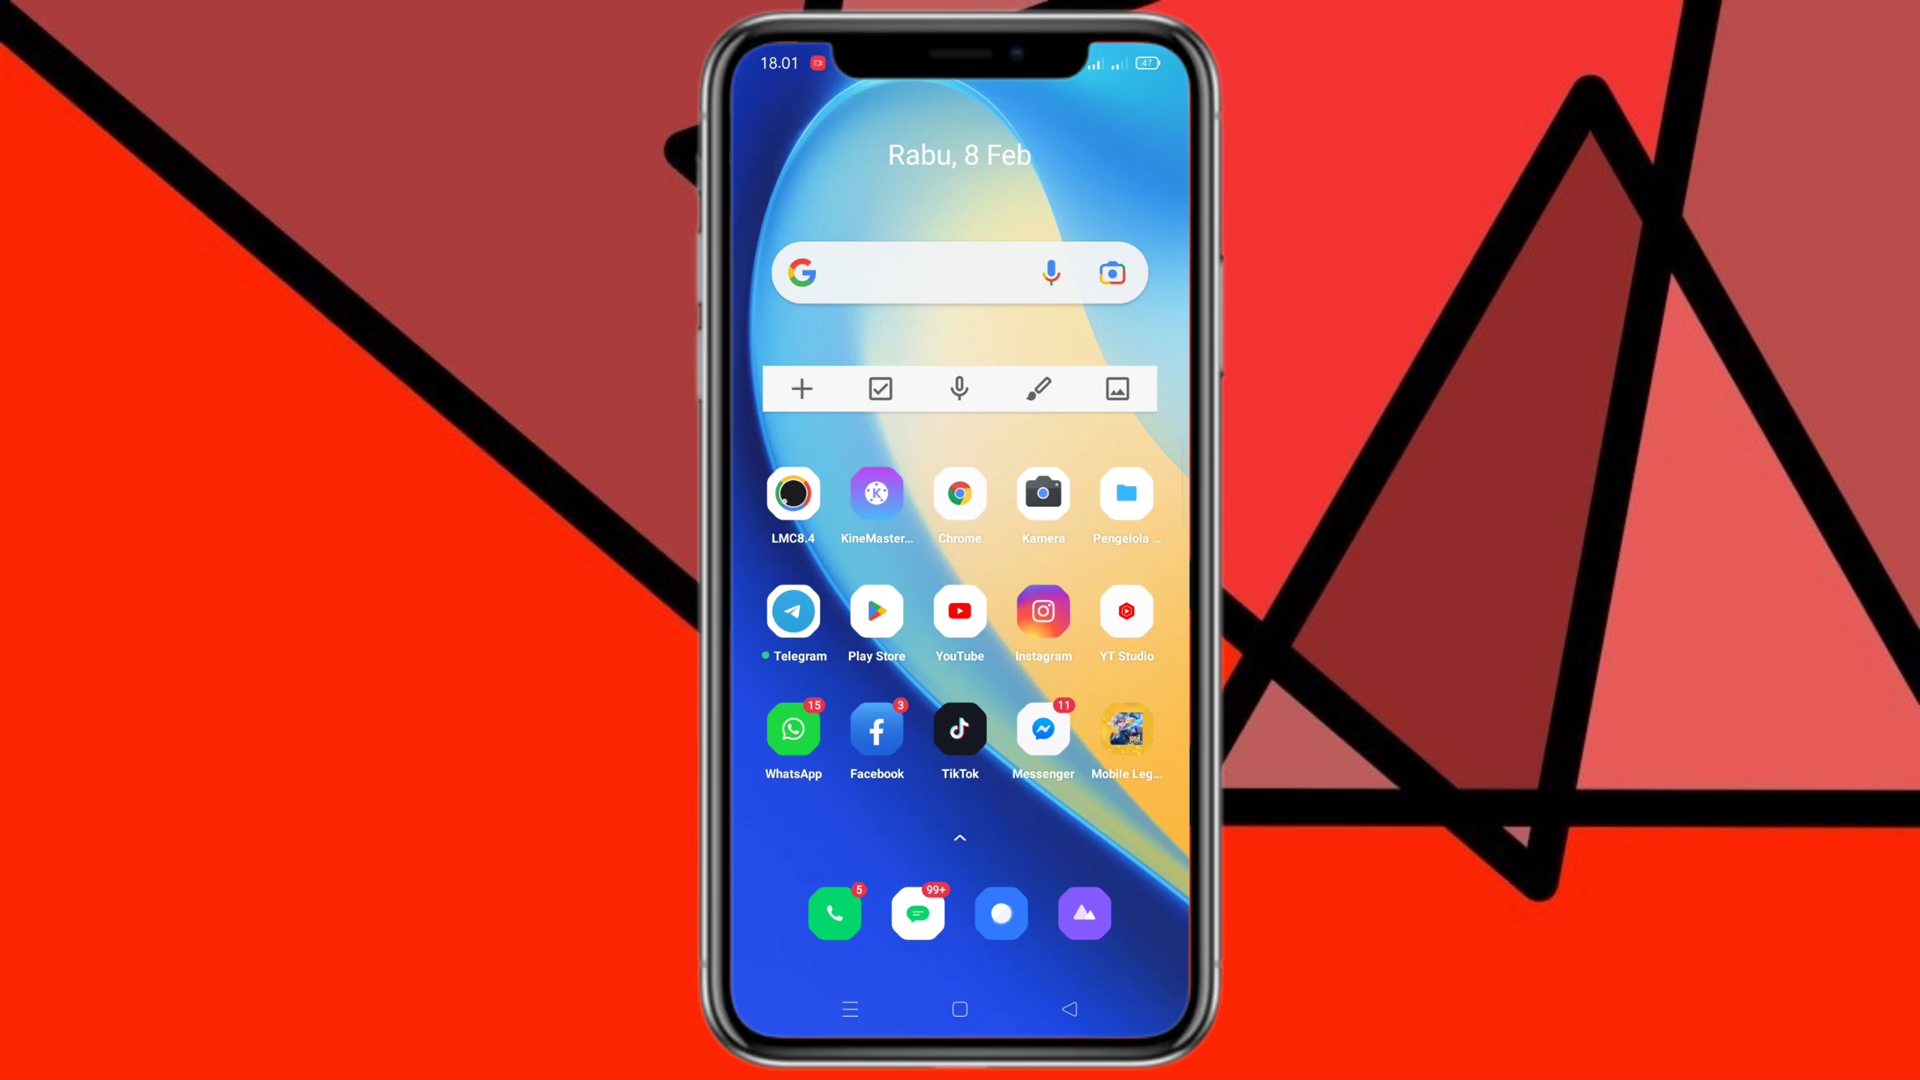 18.01 47
Rabu, 8 Feb
LMC8.4 KineMaster... Chrome Kamera Pengelola ...
Telegram Play Store YouTube Instagram YT Studio
15 3 11
WhatsApp Facebook TikTok Messenger Mobile Leg...
5 99+